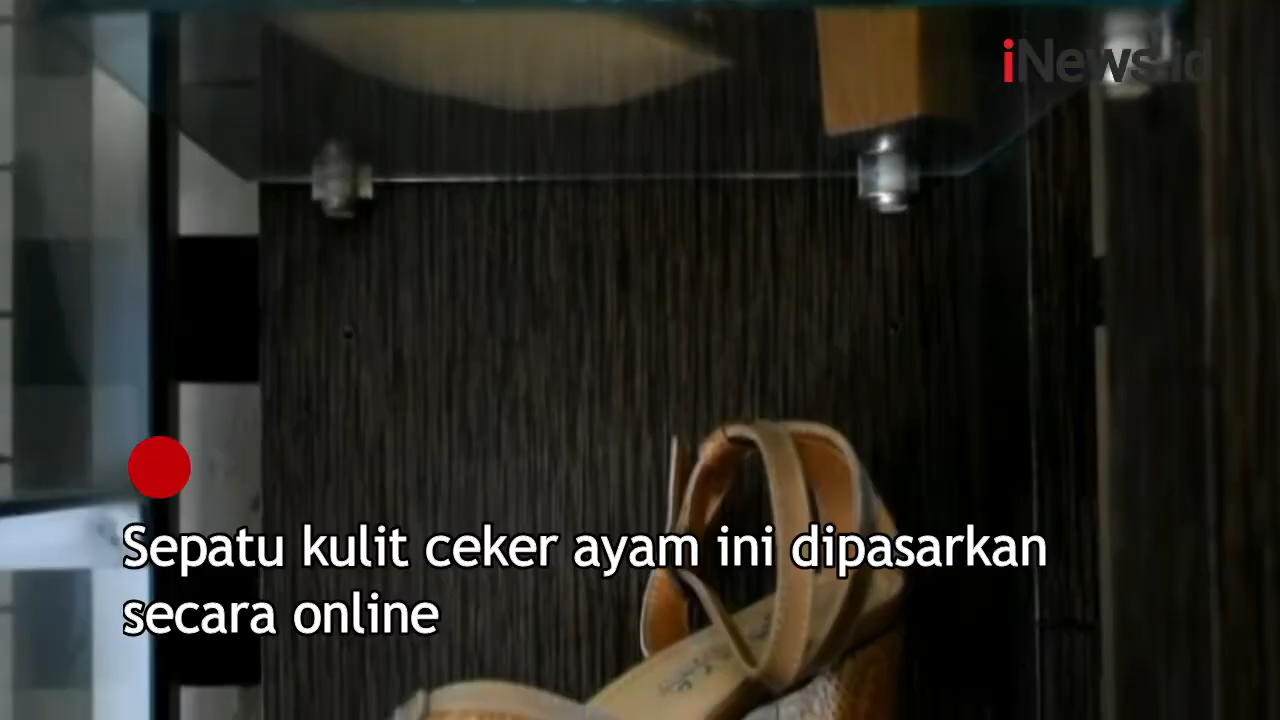 iNews.id
Sepatu kulit ceker ayam ini dipasarkan
secara online